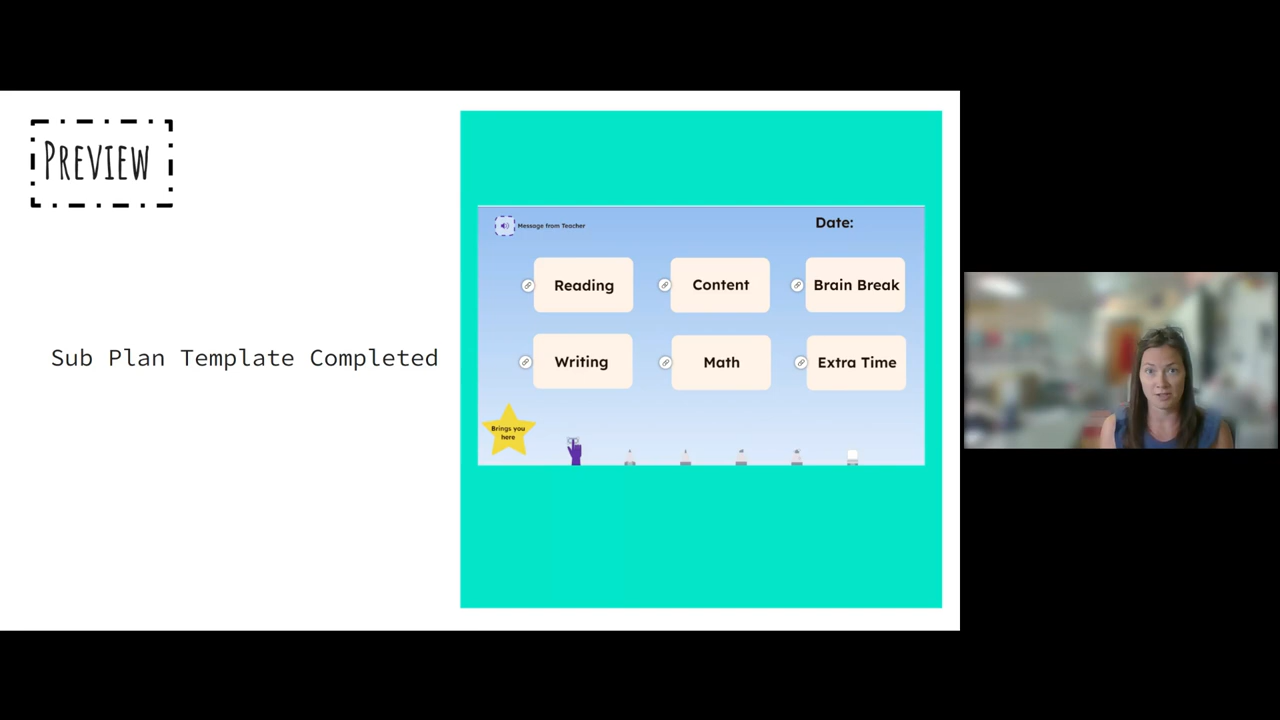 Preview
Sub Plan Template Completed
Message from Teacher
Date:
Reading
Content
Brain Break
Writing
Math
Extra Time
Brings you
here